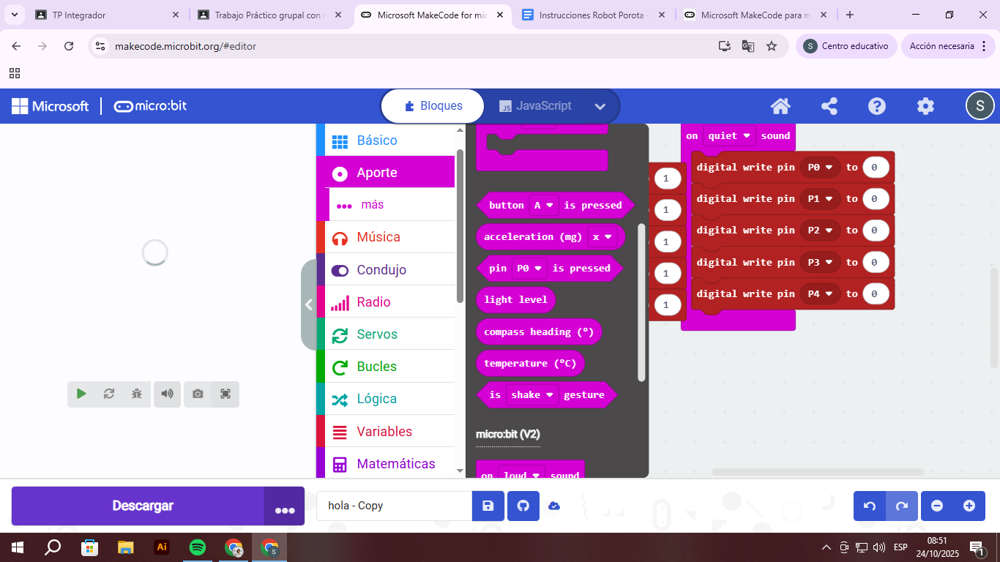 TP Integrador
Trabajo Práctico grupal con m
Microsoft MakeCode for mic
Instrucciones Robot Porota -
Microsoft MakeCode para m
makecode.microbit.org/#editor
S Centro educativo
Acción necesaria
Microsoft
micro:bit
Bloques
JS JavaScript
S
Básico
Aporte
más
Música
Condujo
Radio
Servos
Bucles
Lógica
Variables
Matemáticas
button A is pressed
acceleration (mg) x
pin P0 is pressed
light level
compass heading (º)
temperature (ºC)
is shake gesture
micro:bit (V2)
on loud sound
1
1
1
1
1
on quiet sound
digital write pin P0 to 0
digital write pin P1 to 0
digital write pin P2 to 0
digital write pin P3 to 0
digital write pin P4 to 0
Descargar
hola - Copy
Ai
S
ESP
08:51
24/10/2025
1